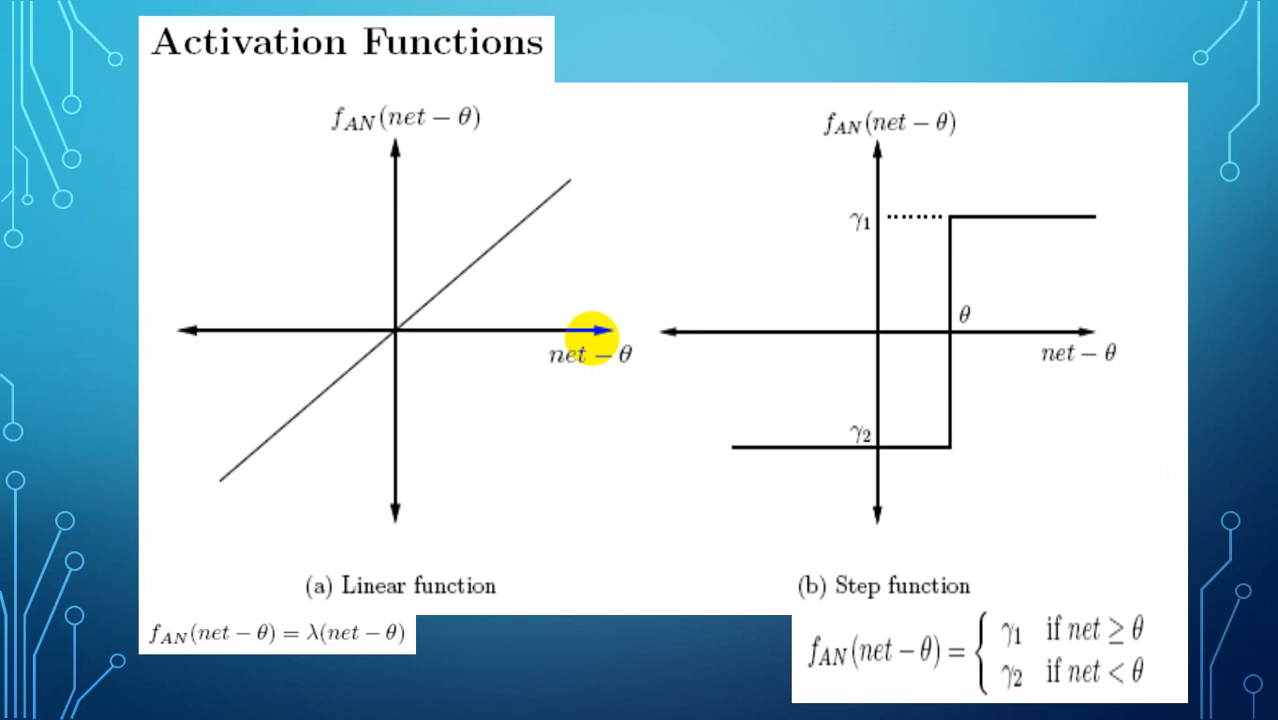 Activation Functions
f_AN(net − θ)
net − θ
(a) Linear function
f_AN(net − θ) = λ(net − θ)
f_AN(net − θ)
γ1
θ
net − θ
γ2
(b) Step function
f_AN(net − θ) = { γ1 if net ≥ θ
γ2 if net < θ